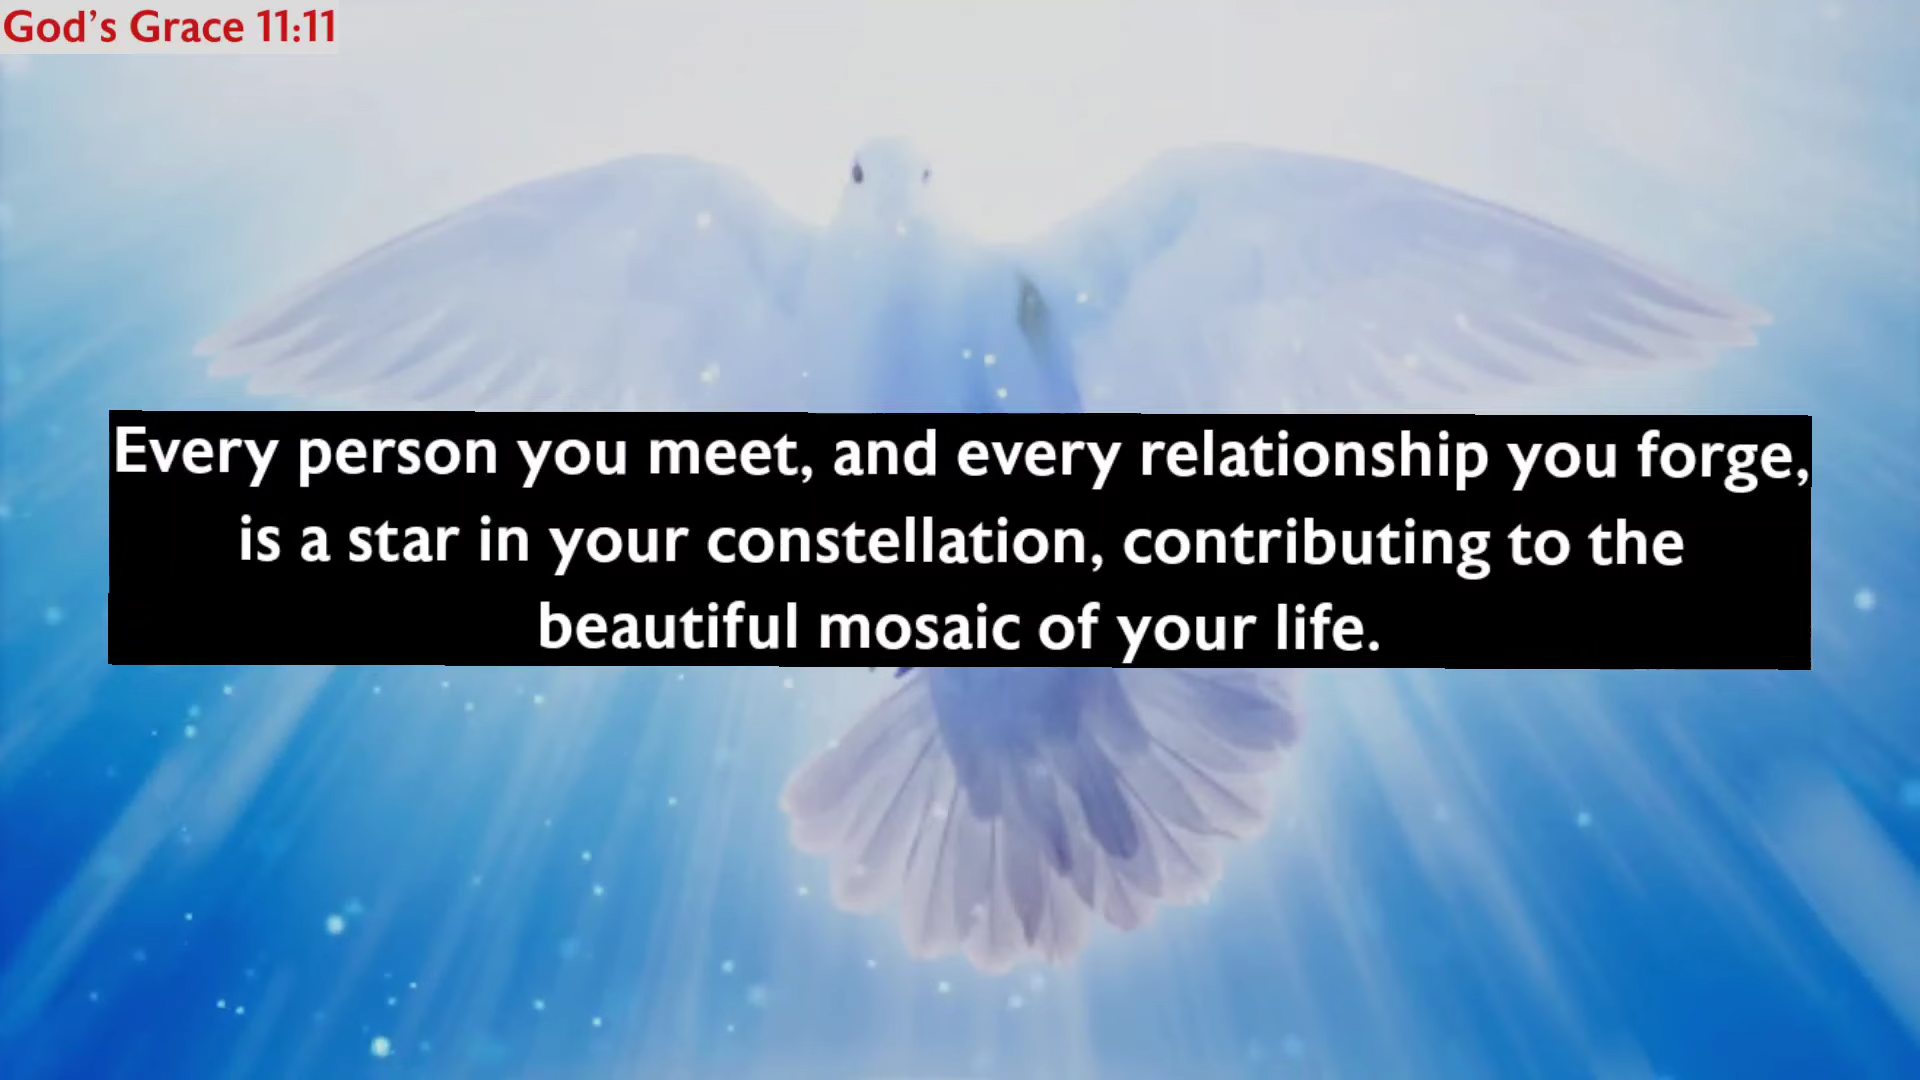 God's Grace 11:11
Every person you meet, and every relationship you forge,
is a star in your constellation, contributing to the
beautiful mosaic of your life.